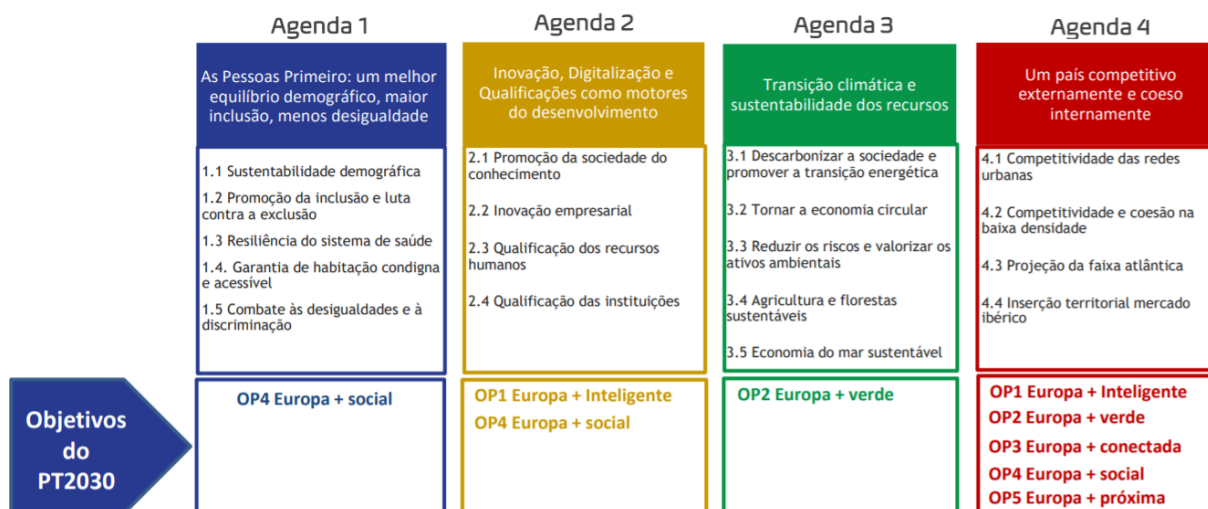 Agenda 1
As Pessoas Primeiro: um melhor
equilíbrio demográfico, maior
inclusão, menos desigualdade
1.1 Sustentabilidade demográfica
1.2 Promoção da inclusão e luta
contra a exclusão
1.3 Resiliência do sistema de saúde
1.4. Garantia de habitação condigna
e acessível
1.5 Combate às desigualdades e à
discriminação
Agenda 2
Inovação, Digitalização e
Qualificações como motores
do desenvolvimento
2.1 Promoção da sociedade do
conhecimento
2.2 Inovação empresarial
2.3 Qualificação dos recursos
humanos
2.4 Qualificação das instituições
Agenda 3
Transição climática e
sustentabilidade dos recursos
3.1 Descarbonizar a sociedade e
promover a transição energética
3.2 Tornar a economia circular
3.3 Reduzir os riscos e valorizar os
ativos ambientais
3.4 Agricultura e florestas
sustentáveis
3.5 Economia do mar sustentável
Agenda 4
Um país competitivo
externamente e coeso
internamente
4.1 Competitividade das redes
urbanas
4.2 Competitividade e coesão na
baixa densidade
4.3 Projeção da faixa atlântica
4.4 Inserção territorial mercado
ibérico
Objetivos
do
PT2030
OP4 Europa + social
OP1 Europa + Inteligente
OP4 Europa + social
OP2 Europa + verde
OP1 Europa + Inteligente
OP2 Europa + verde
OP3 Europa + conectada
OP4 Europa + social
OP5 Europa + próxima